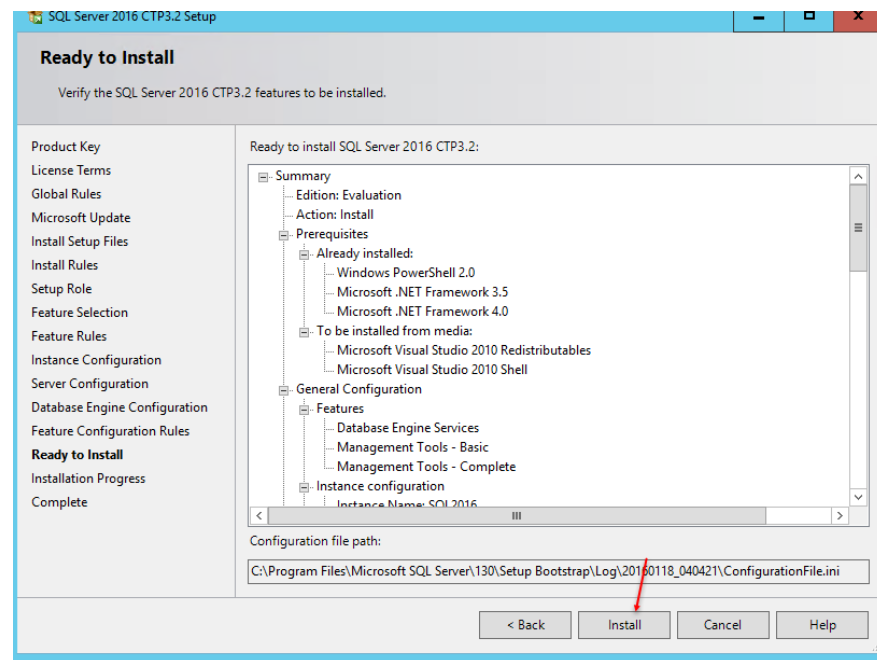 SQL Server 2016 CTP3.2 Setup
Ready to Install
Verify the SQL Server 2016 CTP3.2 features to be installed.
Product Key
License Terms
Global Rules
Microsoft Update
Install Setup Files
Install Rules
Setup Role
Feature Selection
Feature Rules
Instance Configuration
Server Configuration
Database Engine Configuration
Feature Configuration Rules
Ready to Install
Installation Progress
Complete
Ready to install SQL Server 2016 CTP3.2:
Summary
Edition: Evaluation
Action: Install
Prerequisites
Already installed:
Windows PowerShell 2.0
Microsoft .NET Framework 3.5
Microsoft .NET Framework 4.0
To be installed from media:
Microsoft Visual Studio 2010 Redistributables
Microsoft Visual Studio 2010 Shell
General Configuration
Features
Database Engine Services
Management Tools - Basic
Management Tools - Complete
Instance configuration
Instance Name: SQL2016
Configuration file path:
C:\Program Files\Microsoft SQL Server\130\Setup Bootstrap\Log\20160118_040421\ConfigurationFile.ini
< Back
Install
Cancel
Help